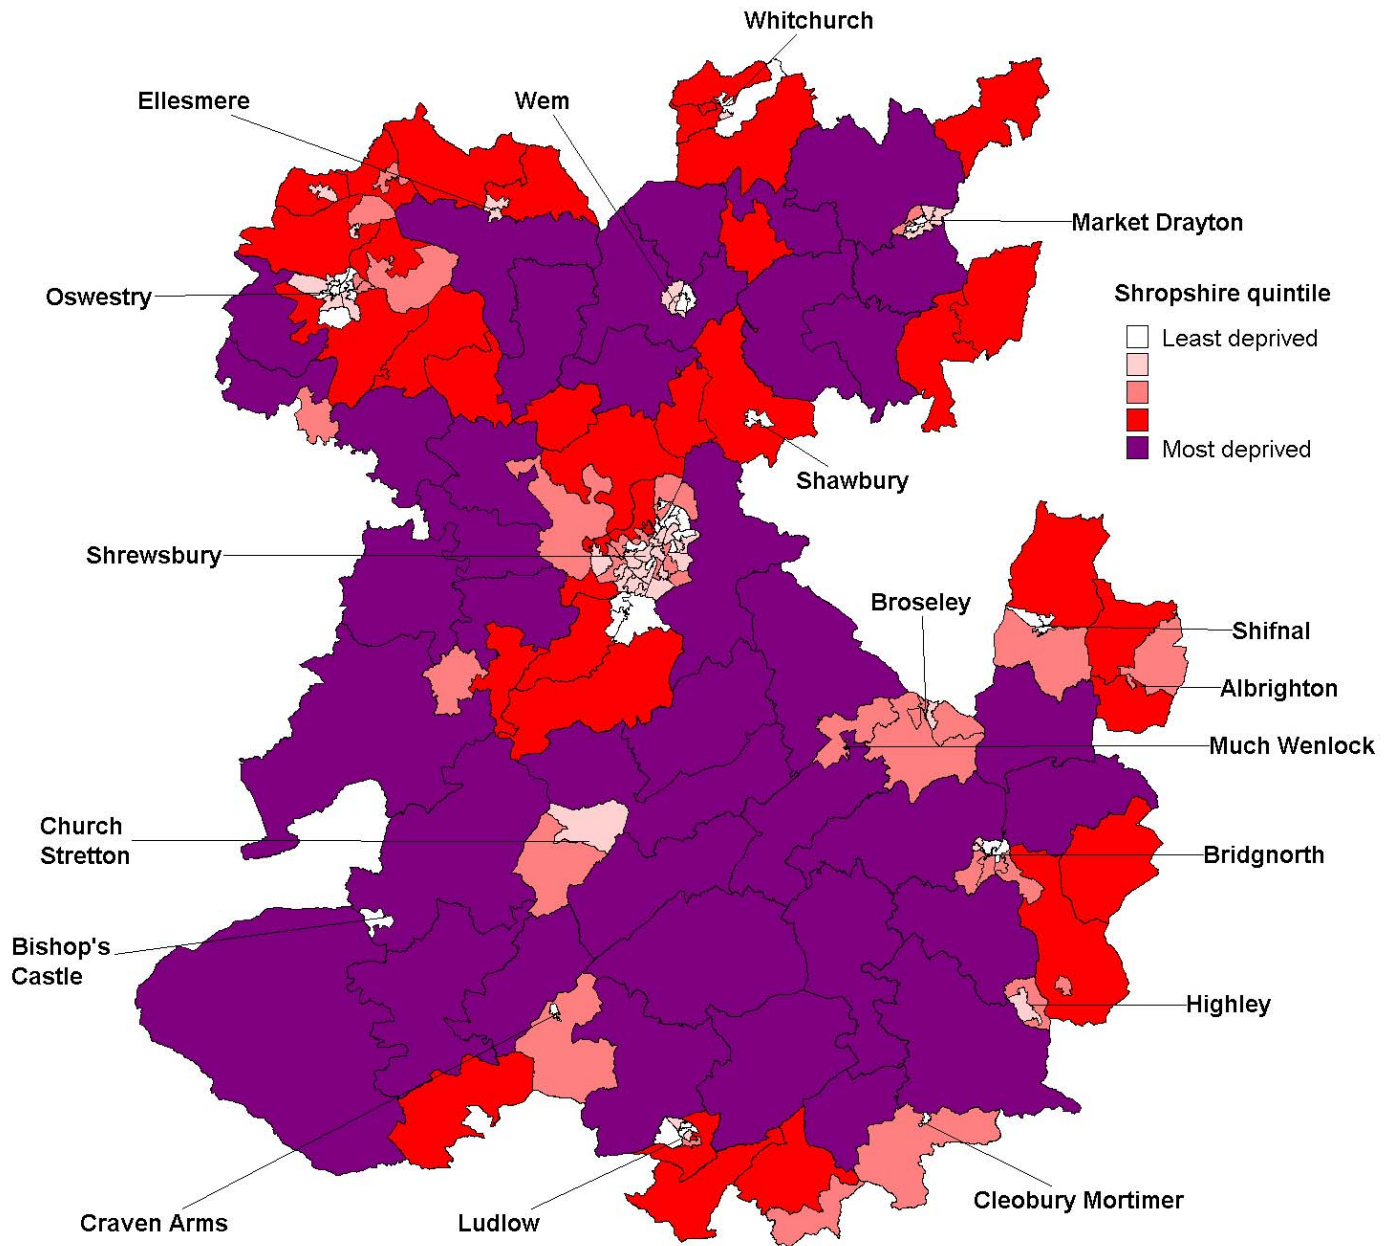 Whitchurch
Ellesmere
Wem
Market Drayton
Oswestry
Shropshire quintile
Least deprived
Most deprived
Shawbury
Shrewsbury
Broseley
Shifnal
Albrighton
Much Wenlock
Church
Stretton
Bridgnorth
Bishop's
Castle
Highley
Cleobury Mortimer
Craven Arms
Ludlow